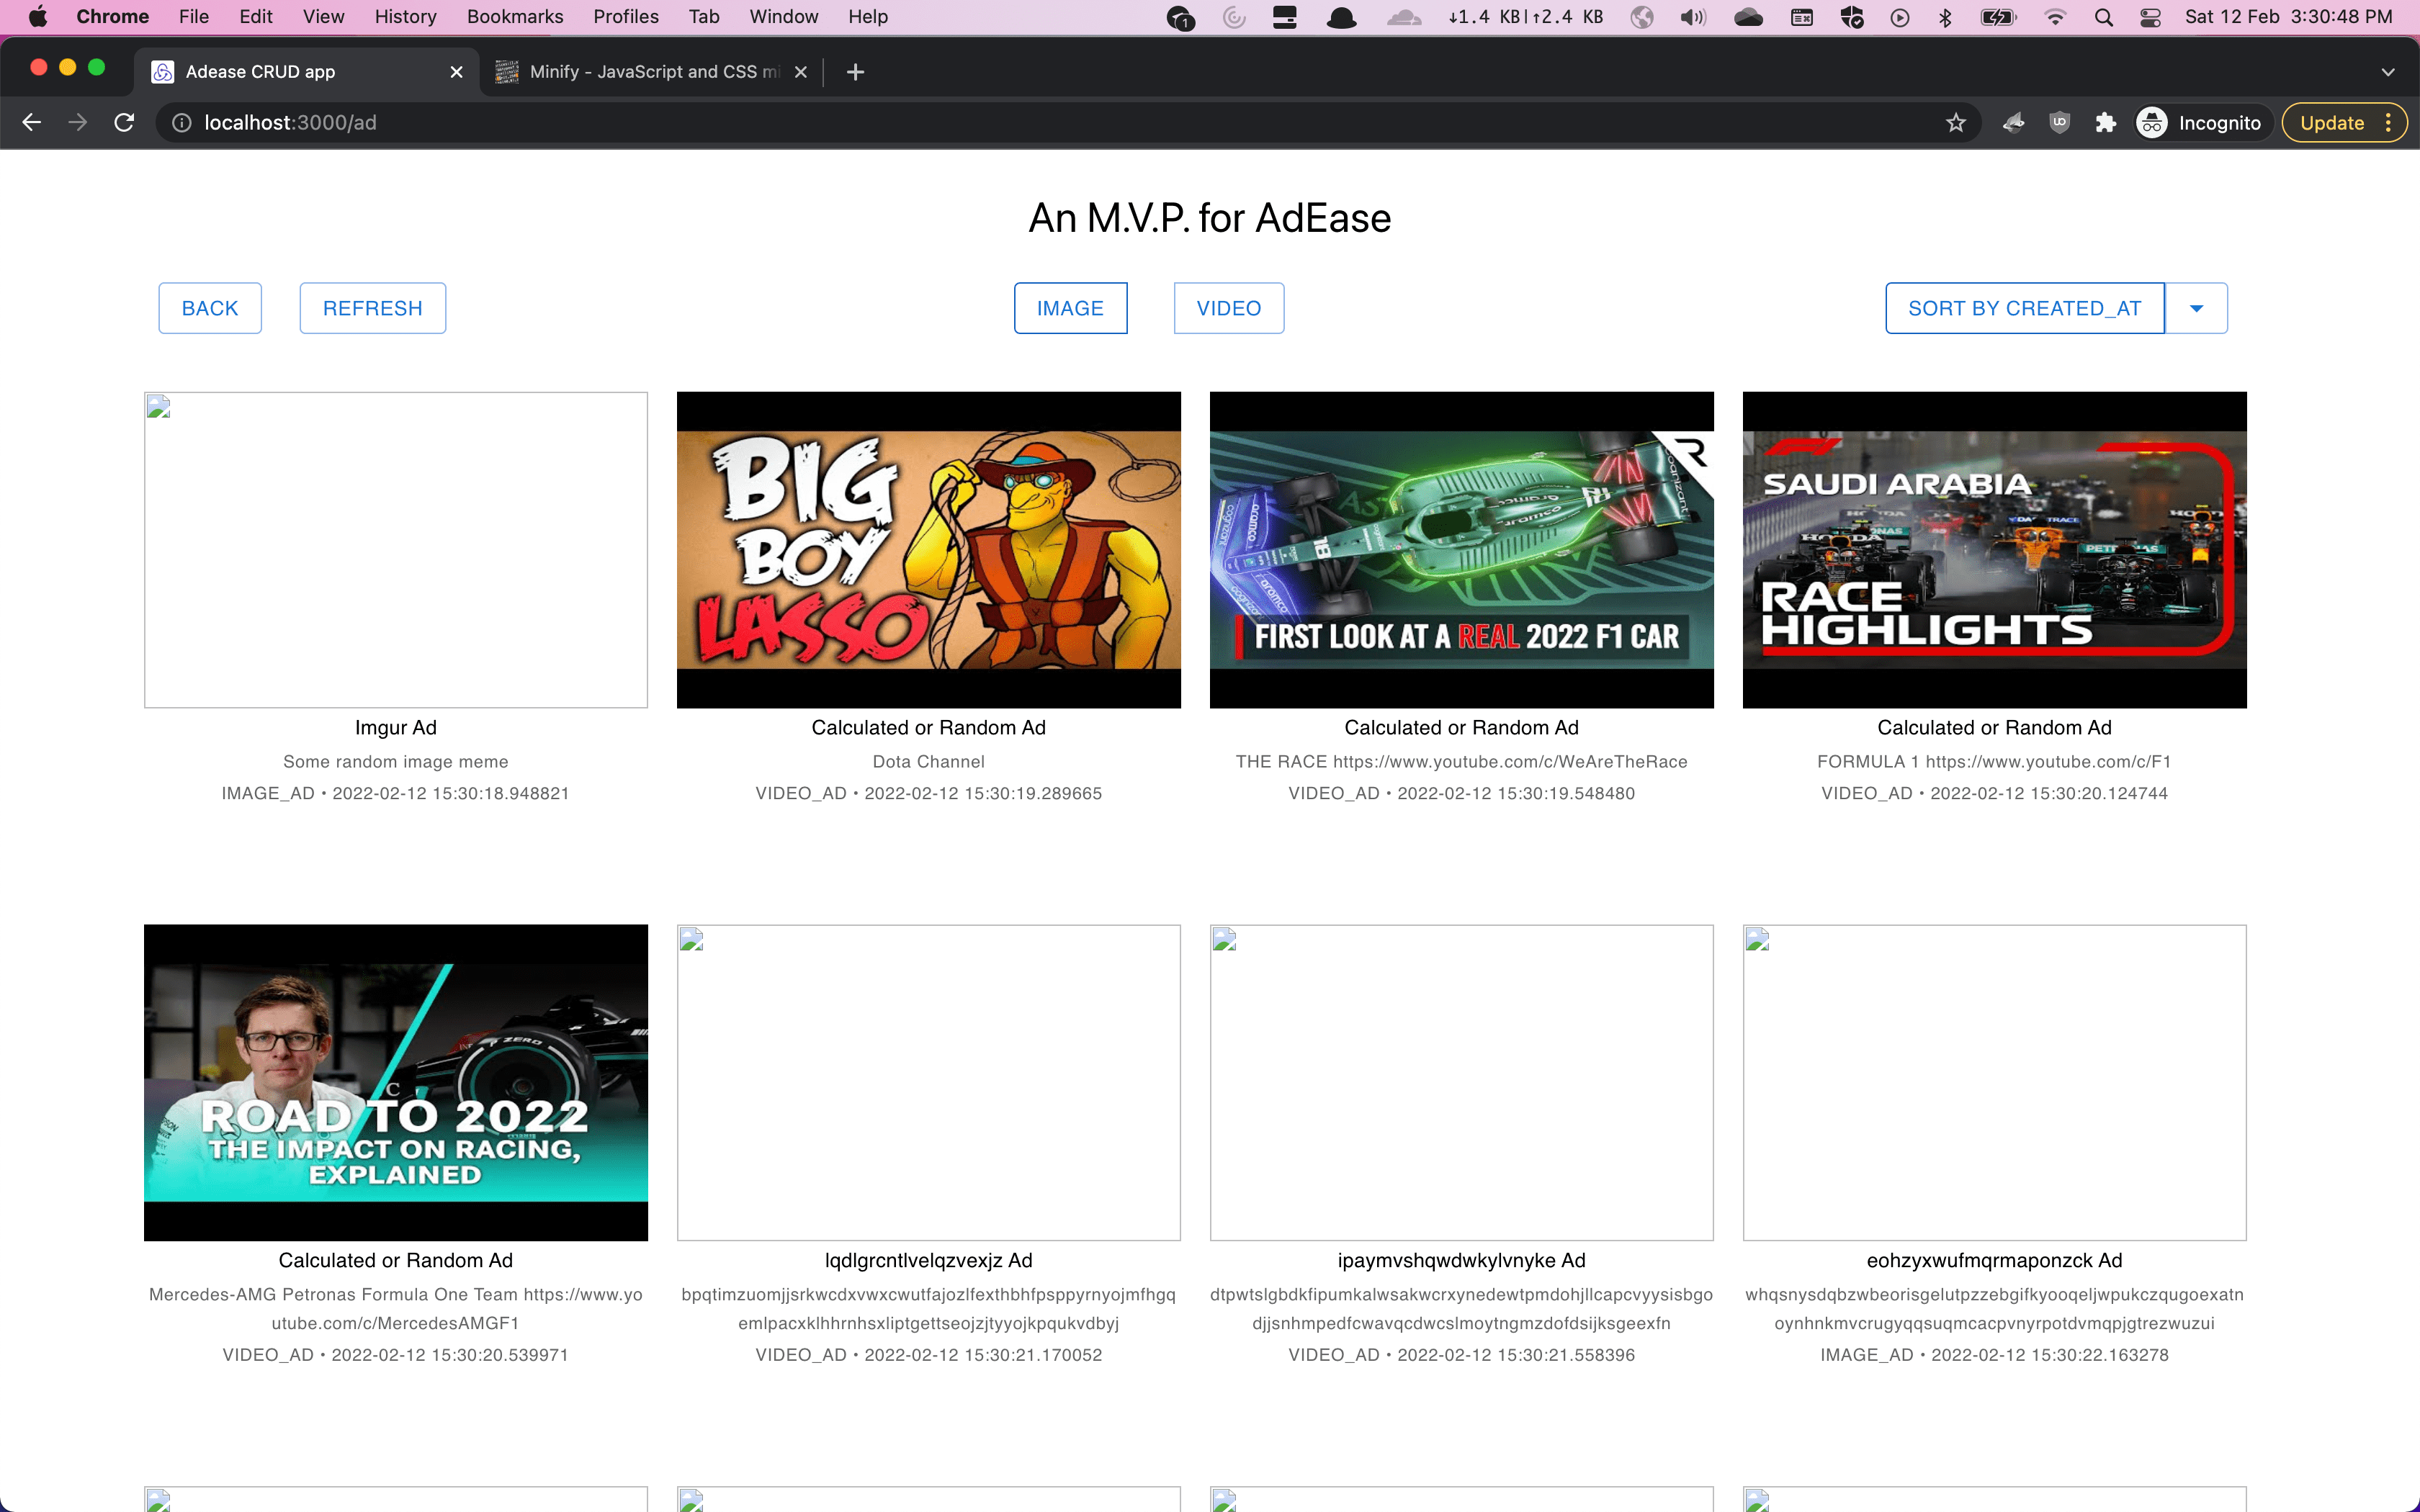 Chrome File Edit View History Bookmarks Profiles Tab Window Help 1 ↓1.4 KB|↑2.4 KB Sat 12 Feb 3:30:48 PM
Adease CRUD app Minify - JavaScript and CSS mi
localhost:3000/ad Incognito Update
An M.V.P. for AdEase
BACK REFRESH IMAGE VIDEO SORT BY CREATED_AT
BIG
BOY
LASSO
FIRST LOOK AT A REAL 2022 F1 CAR
SAUDI ARABIA
RACE
HIGHLIGHTS
Imgur Ad
Some random image meme
IMAGE_AD • 2022-02-12 15:30:18.948821
Calculated or Random Ad
Dota Channel
VIDEO_AD • 2022-02-12 15:30:19.289665
Calculated or Random Ad
THE RACE https://www.youtube.com/c/WeAreTheRace
VIDEO_AD • 2022-02-12 15:30:19.548480
Calculated or Random Ad
FORMULA 1 https://www.youtube.com/c/F1
VIDEO_AD • 2022-02-12 15:30:20.124744
ROAD TO 2022
THE IMPACT ON RACING,
EXPLAINED
Calculated or Random Ad
Mercedes-AMG Petronas Formula One Team https://www.yo
utube.com/c/MercedesAMGF1
VIDEO_AD • 2022-02-12 15:30:20.539971
lqdlgrcntlvelqzvexjz Ad
bpqtimzuomjjsrkwcdxvwxcwutfajozlfexthbhfpsppyrnyojmfhgq
emlpacxklhhrnhsxliptgettseojzjtyyojkpqukvdbyj
VIDEO_AD • 2022-02-12 15:30:21.170052
ipaymvshqwdwkylvnyke Ad
dtpwtslgbdkfipumkalwsakwcrxynedewtpmdohjllcapcvyysisbgo
djjsnhmpedfcwavqcdwcslmoytngmzdofdsijksgeexfn
VIDEO_AD • 2022-02-12 15:30:21.558396
eohzyxwufmqrmaponzck Ad
whqsnysdqbzwbeorisgelutpzzebgifkyooqeljwpukczqugoexatn
oynhnkmvcrugyqqsuqmcacpvnyrpotdvmqpjgtrezwuzui
IMAGE_AD • 2022-02-12 15:30:22.163278